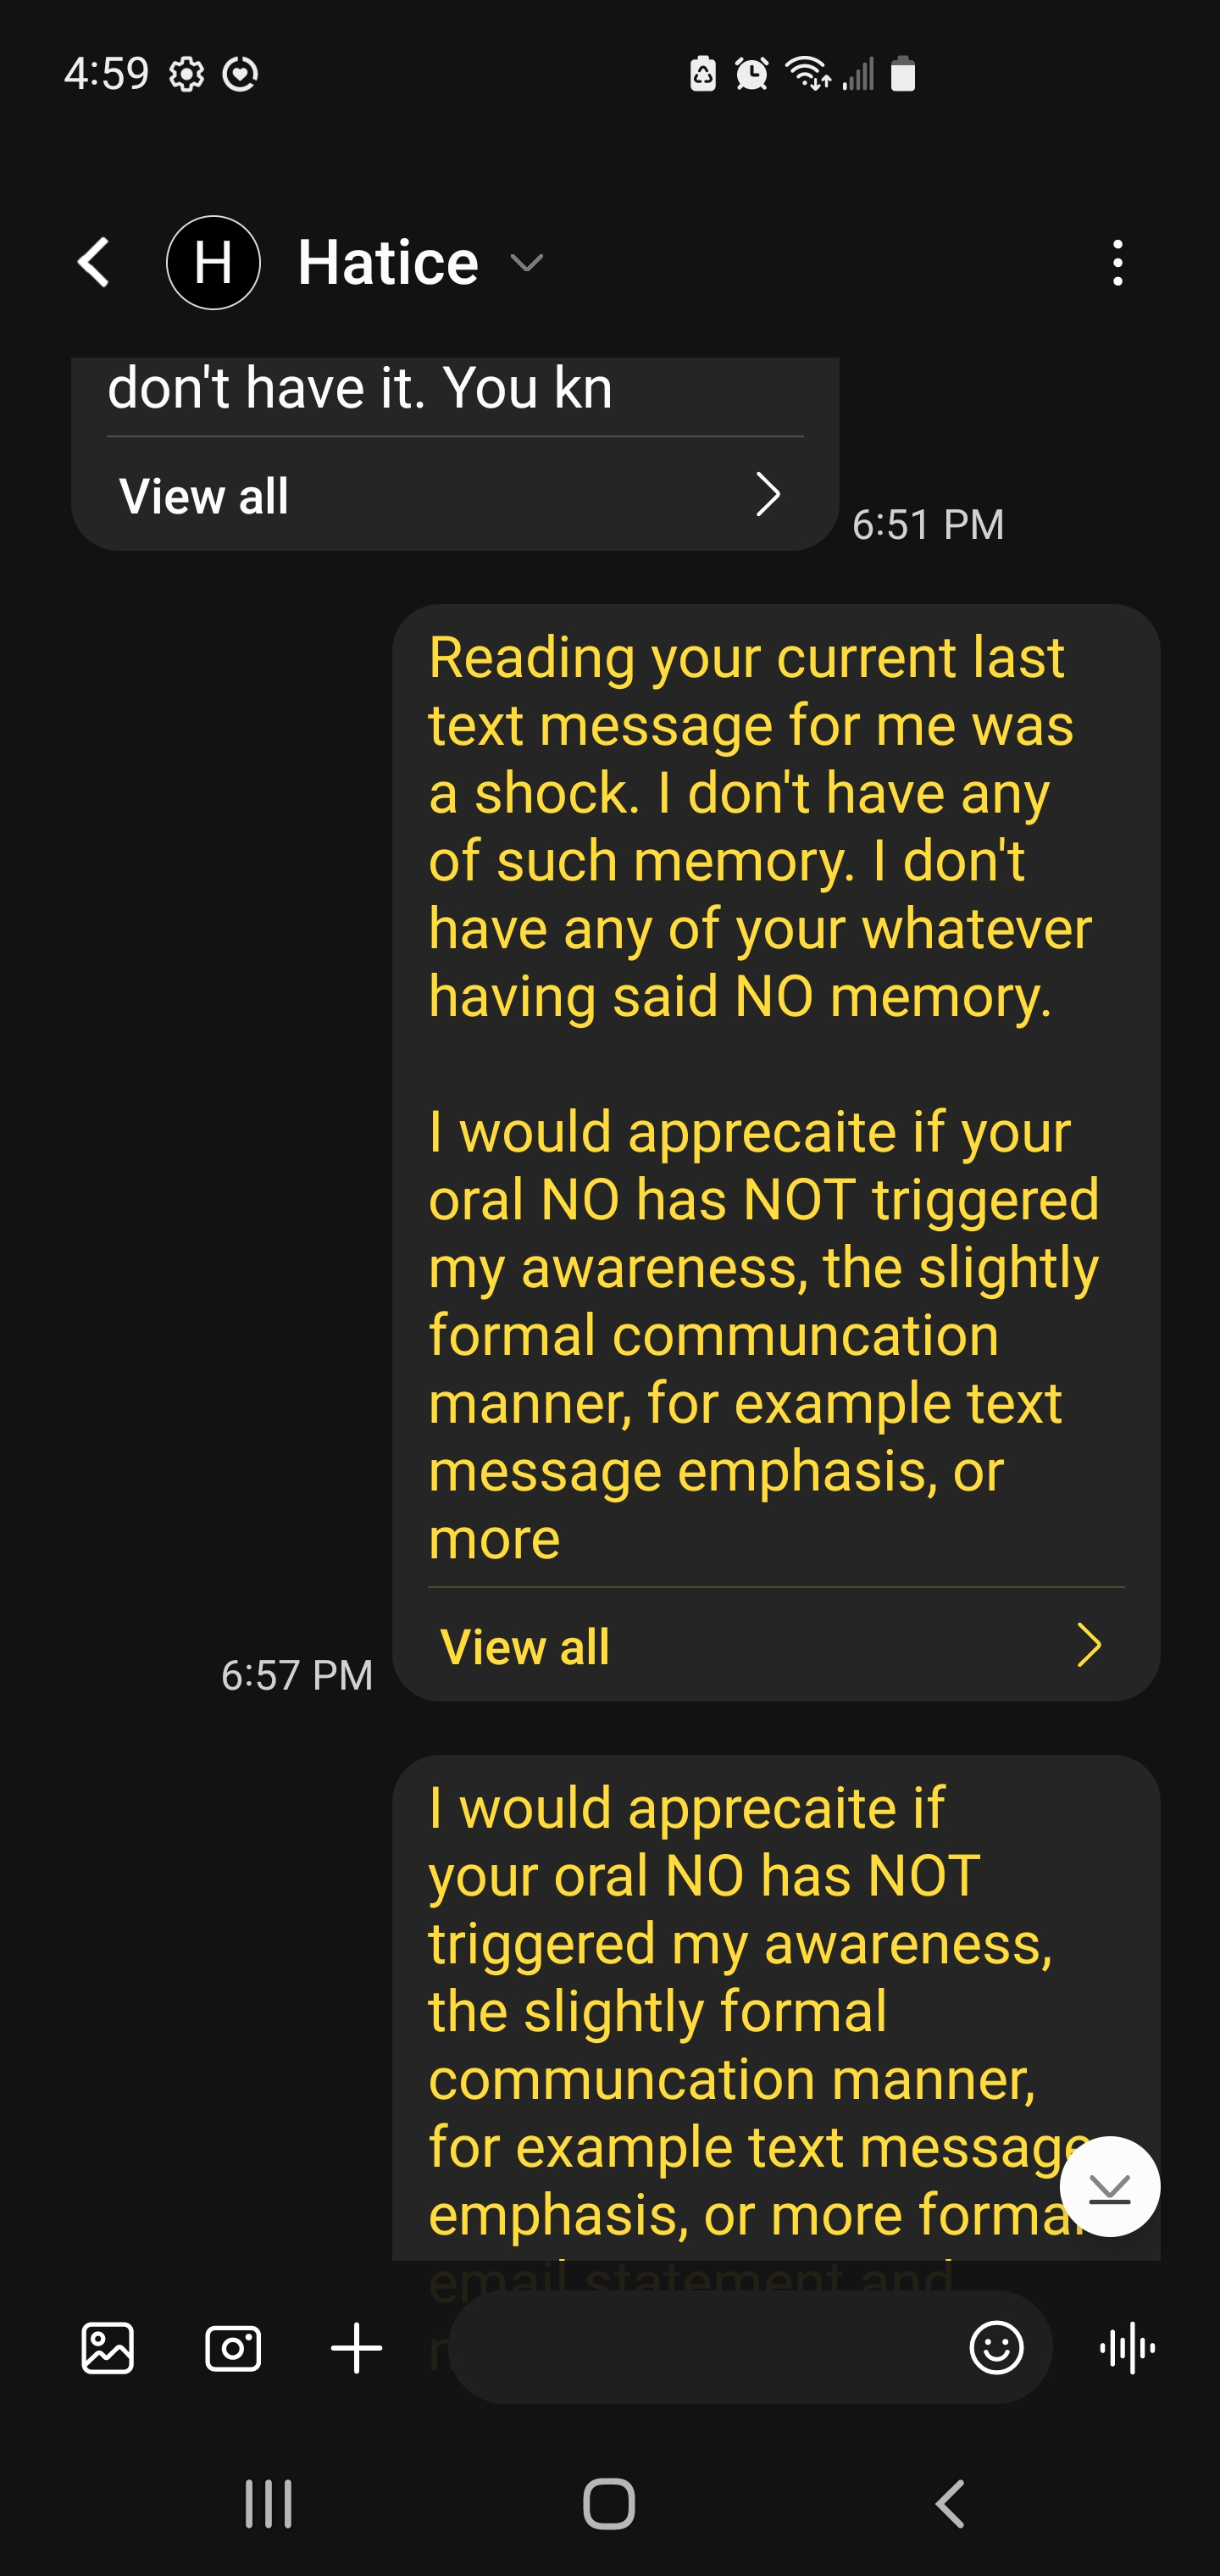 4:59
H
Hatice
don't have it. You kn
View all
6:51 PM
Reading your current last
text message for me was
a shock. I don't have any
of such memory. I don't
have any of your whatever
having said NO memory.
I would apprecaite if your
oral NO has NOT triggered
my awareness, the slightly
formal communcation
manner, for example text
message emphasis, or
more
View all
6:57 PM
I would apprecaite if
your oral NO has NOT
triggered my awareness,
the slightly formal
communcation manner,
for example text message
emphasis, or more formal
email statement and